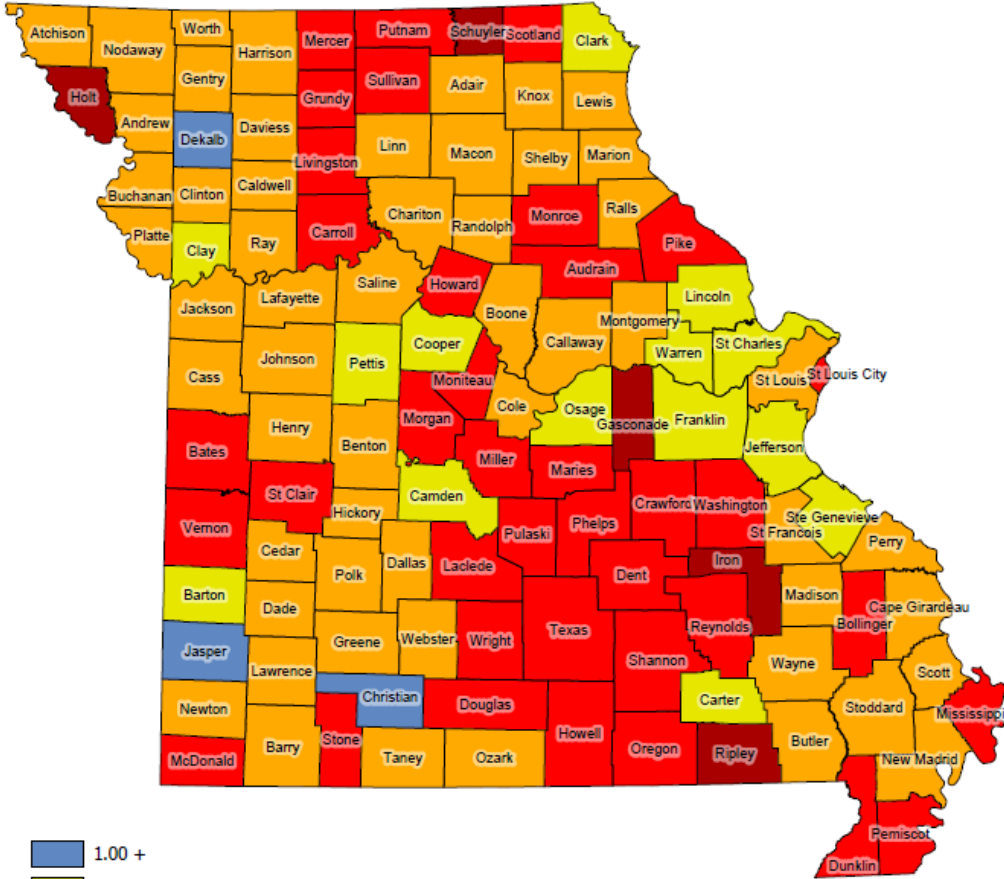 Atchison
Nodaway
Worth
Harrison
Mercer
Putnam
Schuyler
Scotland
Clark
Gentry
Sullivan
Adair
Knox
Lewis
Holt
Grundy
Andrew
Dekalb
Daviess
Linn
Macon
Shelby
Marion
Livingston
Buchanan
Clinton
Caldwell
Chariton
Randolph
Monroe
Ralls
Platte
Clay
Ray
Carroll
Pike
Audrain
Saline
Howard
Lincoln
Jackson
Lafayette
Boone
Montgomery
Callaway
Cooper
St Charles
Warren
Johnson
Pettis
Cass
Moniteau
St Louis
St Louis City
Cole
Osage
Morgan
Gasconade
Franklin
Henry
Benton
Jefferson
Bates
Miller
Maries
St Clair
Camden
Crawford
Washington
Hickory
Ste Genevieve
Vernon
Pulaski
Phelps
St Francois
Perry
Cedar
Dallas
Laclede
Iron
Polk
Dent
Barton
Dade
Madison
Cape Girardeau
Bollinger
Reynolds
Texas
Greene
Webster
Wright
Jasper
Shannon
Wayne
Lawrence
Scott
Christian
Carter
Newton
Douglas
Stoddard
Mississippi
Howell
Stone
Barry
Butler
Oregon
Ripley
McDonald
Taney
Ozark
New Madrid
Pemiscot
Dunklin
1.00 +